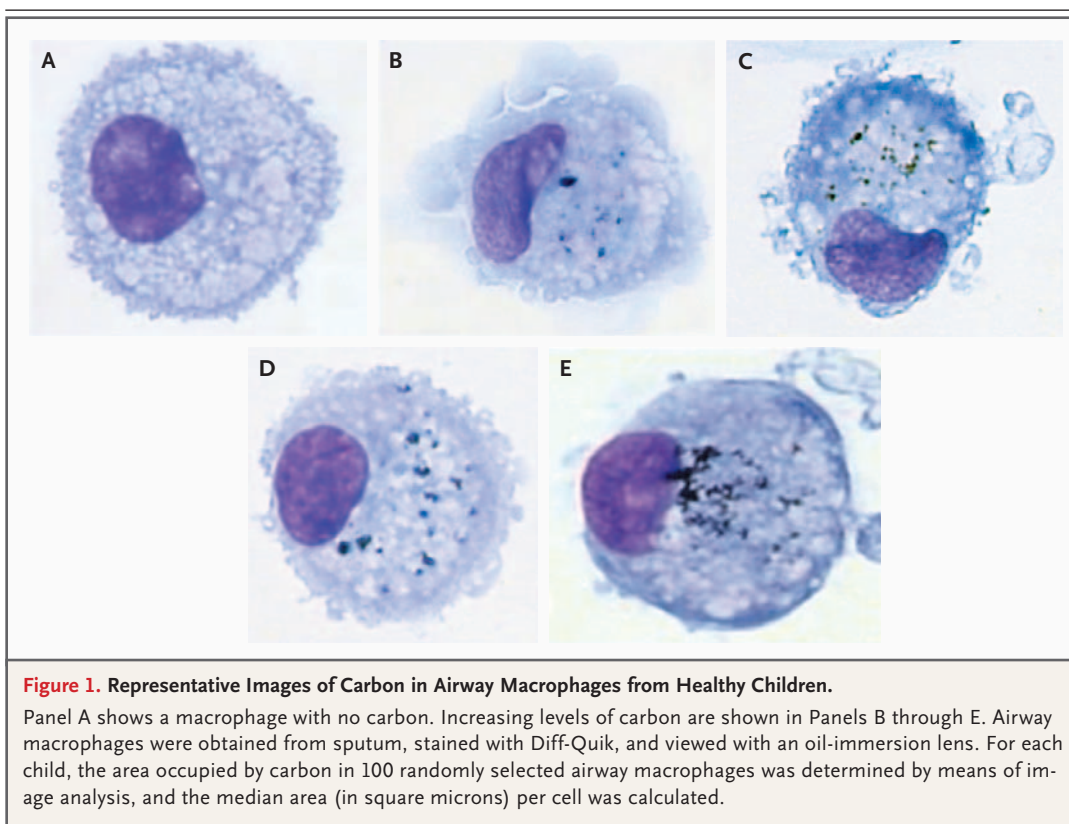 A
B
C
D
E
Figure 1. Representative Images of Carbon in Airway Macrophages from Healthy Children.
Panel A shows a macrophage with no carbon. Increasing levels of carbon are shown in Panels B through E. Airway
macrophages were obtained from sputum, stained with Diff-Quik, and viewed with an oil-immersion lens. For each
child, the area occupied by carbon in 100 randomly selected airway macrophages was determined by means of im-
age analysis, and the median area (in square microns) per cell was calculated.